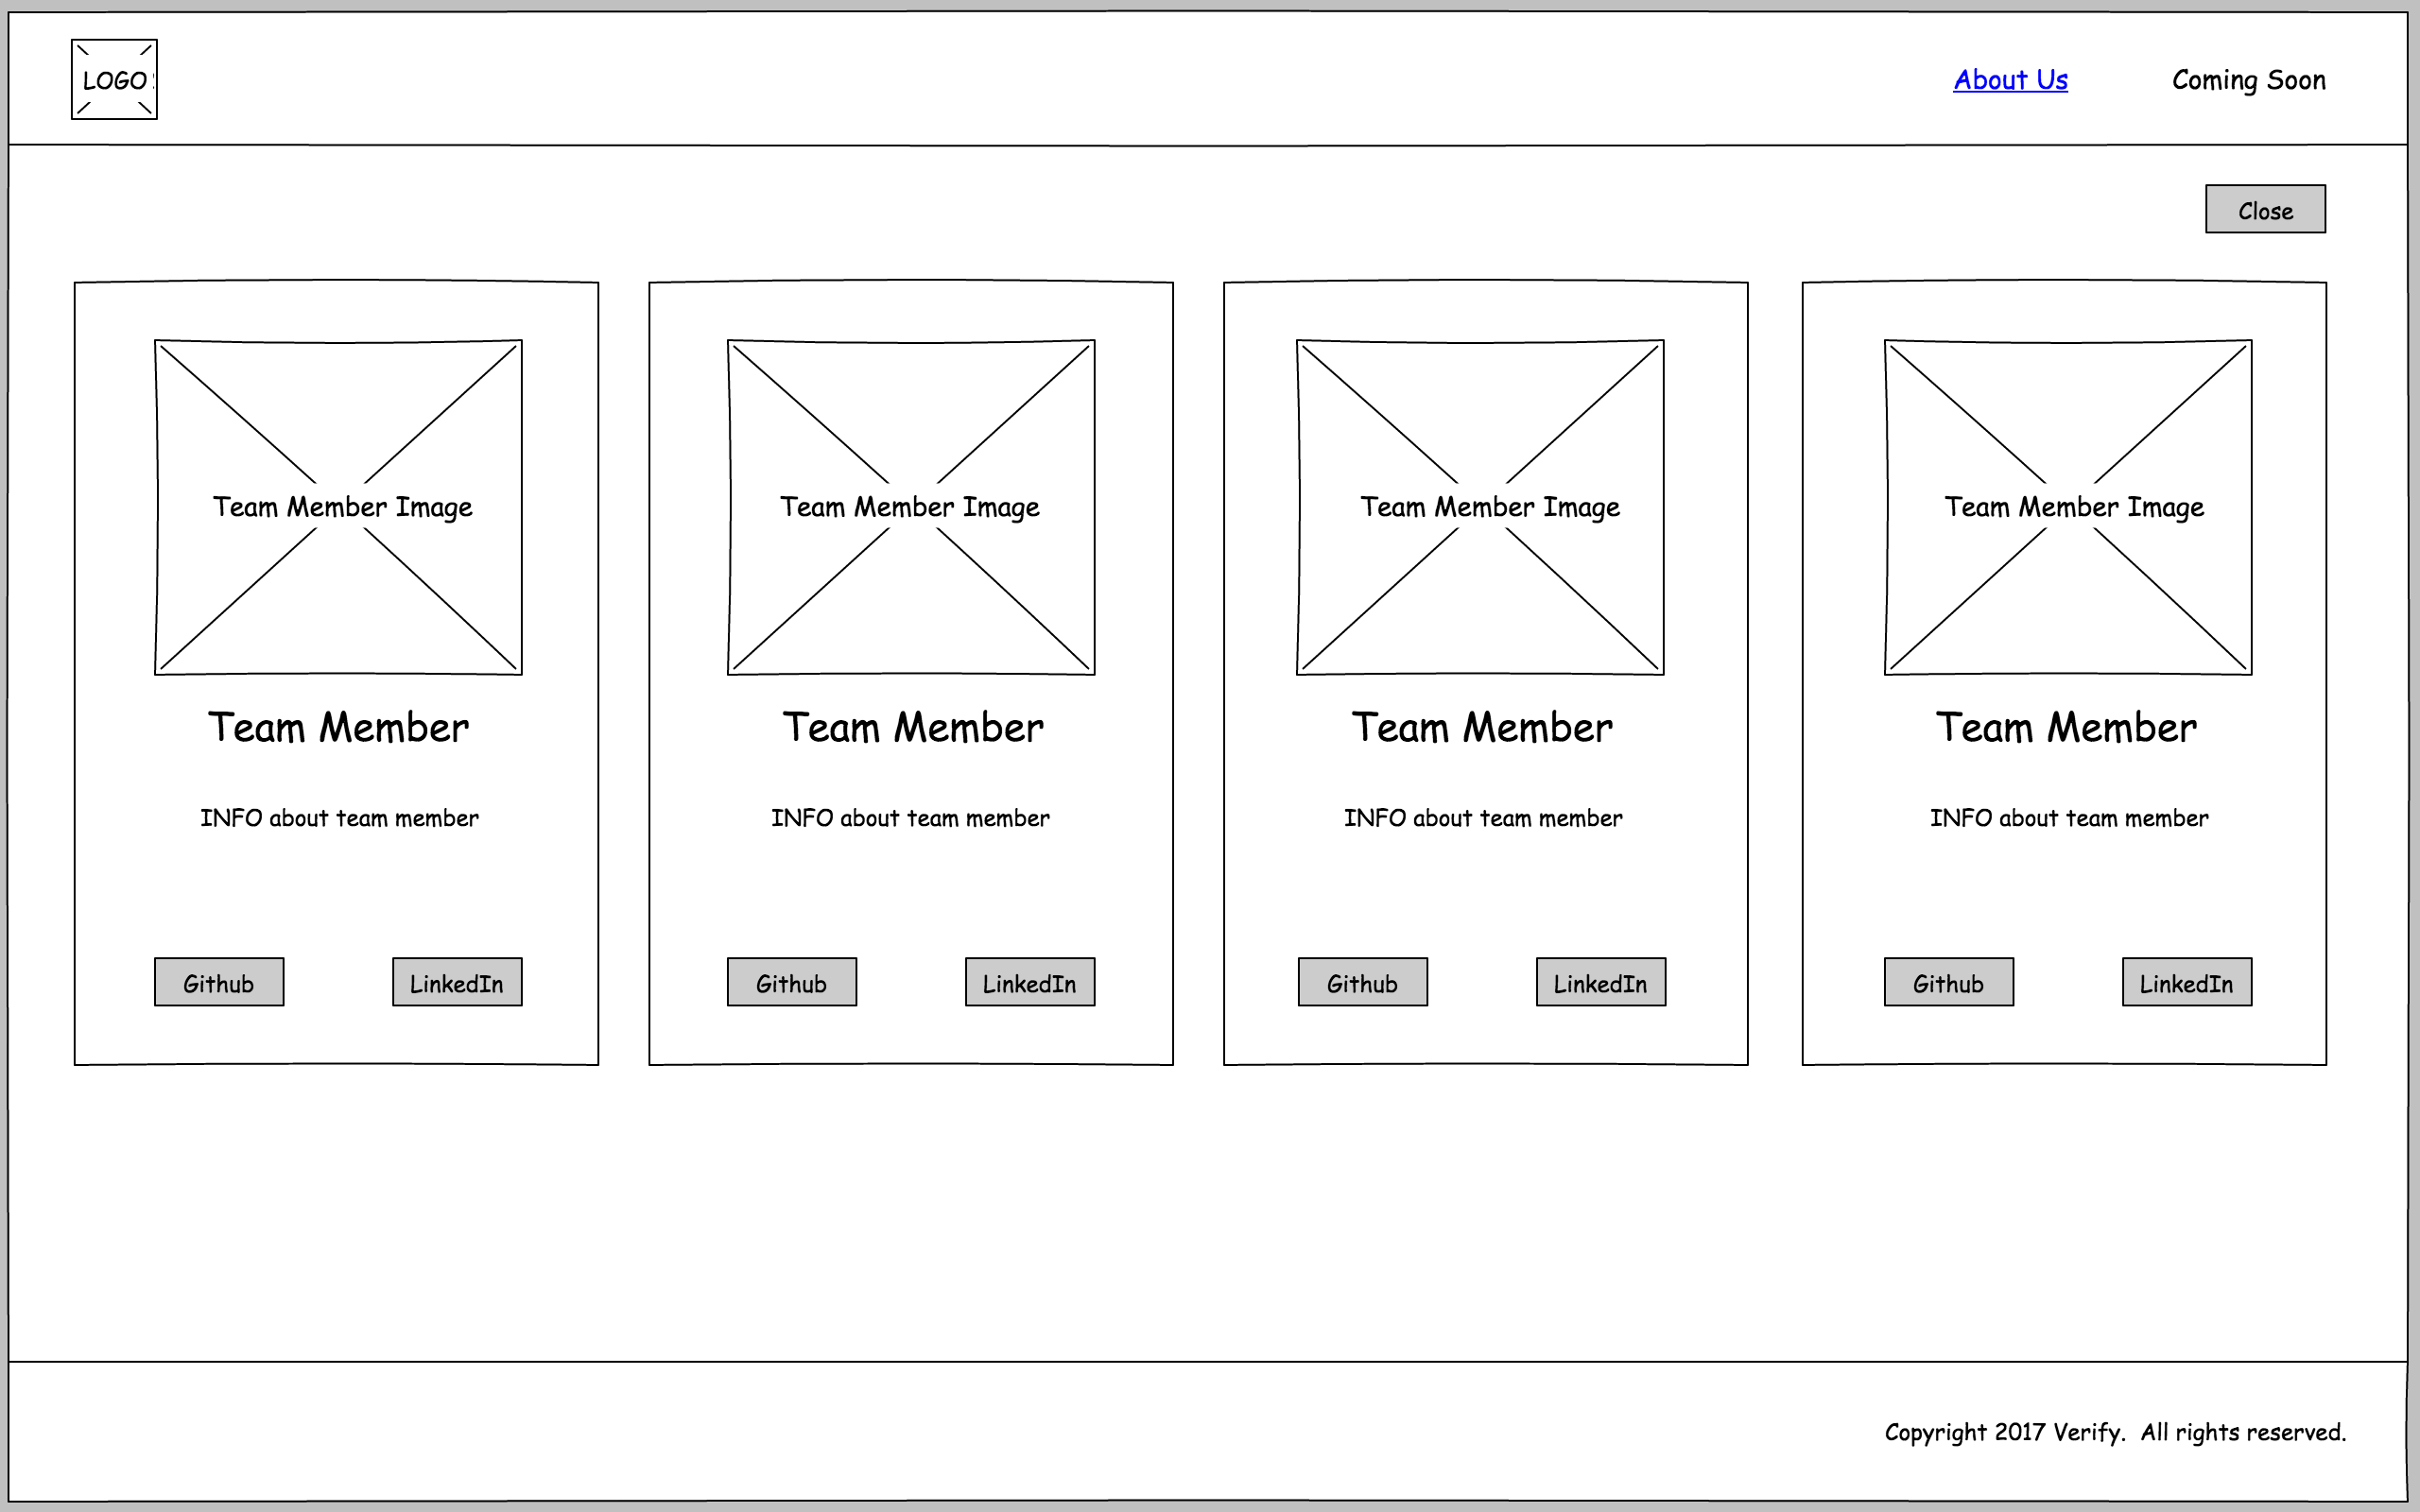 LOGO
About Us
Coming Soon
Close
Team Member Image
Team Member Image
Team Member Image
Team Member Image
Team Member
Team Member
Team Member
Team Member
INFO about team member
INFO about team member
INFO about team member
INFO about team member
Github
LinkedIn
Github
LinkedIn
Github
LinkedIn
Github
LinkedIn
Copyright 2017 Verify.  All rights reserved.